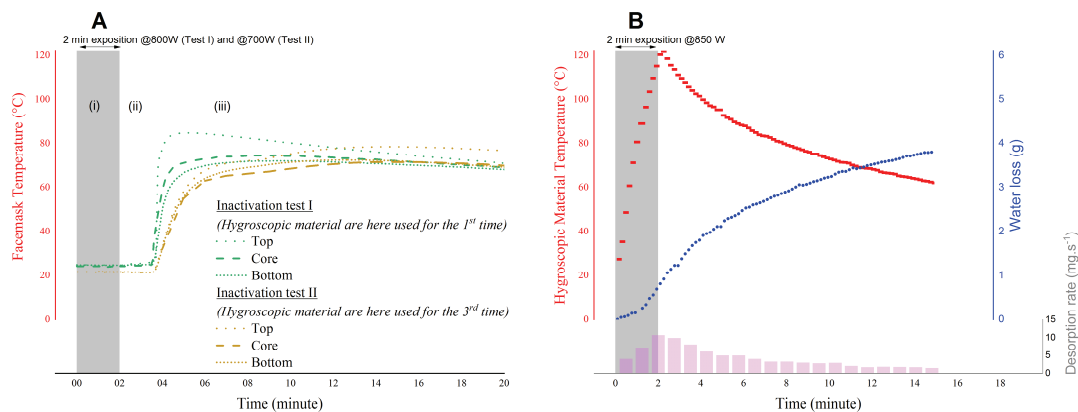 A
2 min exposition @800W (Test I) and @700W (Test II)
Facemask Temperature (°C)
120
100
80
60
40
20
0
(i)
(ii)
(iii)
Inactivation test I
(Hygroscopic material are here used for the 1st time)
Top
Core
Bottom
Inactivation test II
(Hygroscopic material are here used for the 3rd time)
Top
Core
Bottom
00 02 04 06 08 10 12 14 16 18 20
Time (minute)
B
2 min exposition @850 W
Hygroscopic Material Temperature (°C)
120
100
80
60
40
20
0
6
5
4
3
2
1
0
Water loss (g)
15
10
5
0
Desorption rate (mg.s-1)
0 2 4 6 8 10 12 14 16 18
Time (minute)